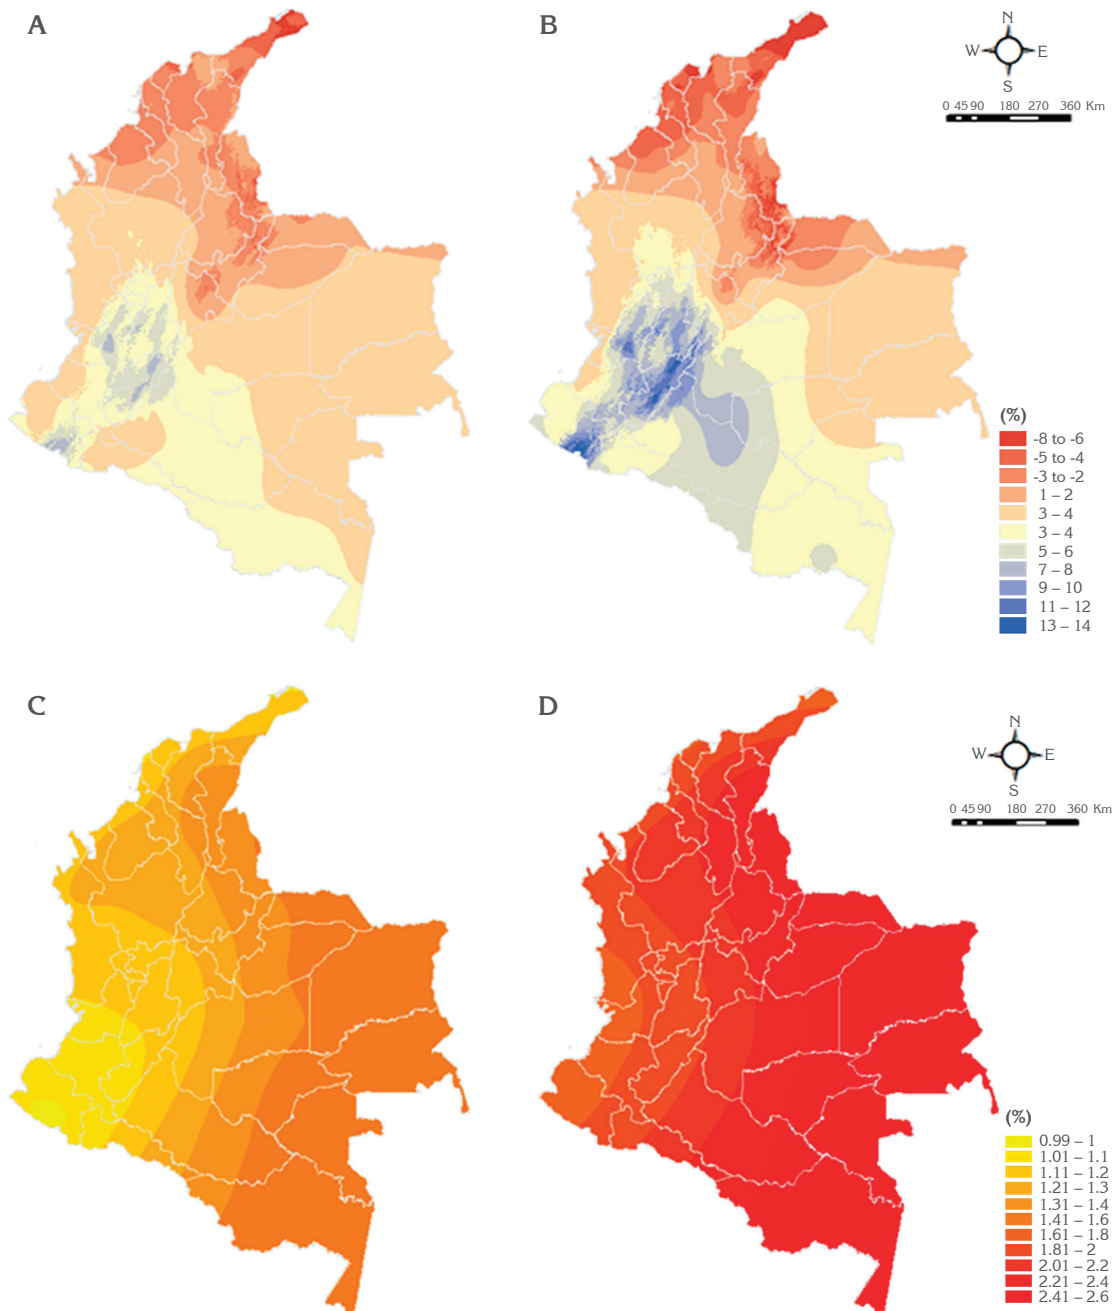 A
B
N
W E
S
0 45 90 180 270 360 Km
(%)
-8 to -6
-5 to -4
-3 to -2
1 – 2
3 – 4
3 – 4
5 – 6
7 – 8
9 – 10
11 – 12
13 – 14
C
D
N
W E
S
0 45 90 180 270 360 Km
(%)
0.99 – 1
1.01 – 1.1
1.11 – 1.2
1.21 – 1.3
1.31 – 1.4
1.41 – 1.6
1.61 – 1.8
1.81 – 2
2.01 – 2.2
2.21 – 2.4
2.41 – 2.6